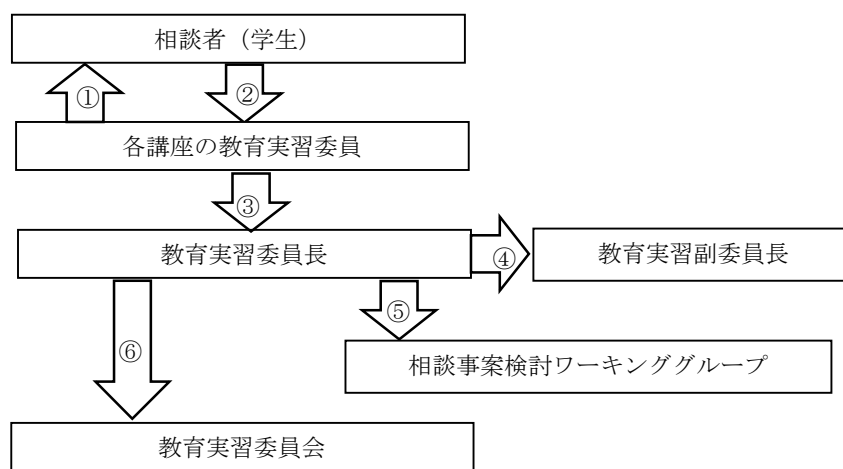 相談者（学生）
①
②
各講座の教育実習委員
③
教育実習委員長
④
教育実習副委員長
⑤
⑥
相談事案検討ワーキンググループ
教育実習委員会